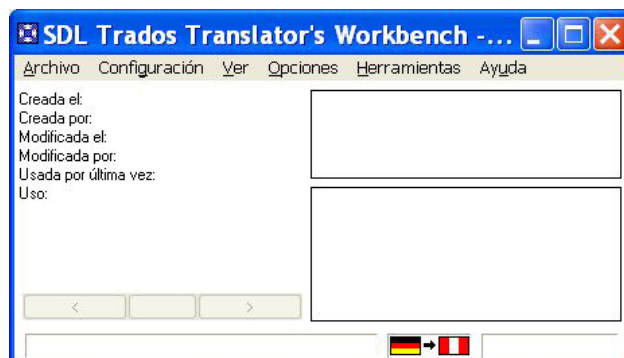 SDL Trados Translator's Workbench -...
Archivo Configuración Ver Opciones Herramientas Ayuda
Creada el:
Creada por:
Modificada el:
Modificada por:
Usada por última vez:
Uso:
< >